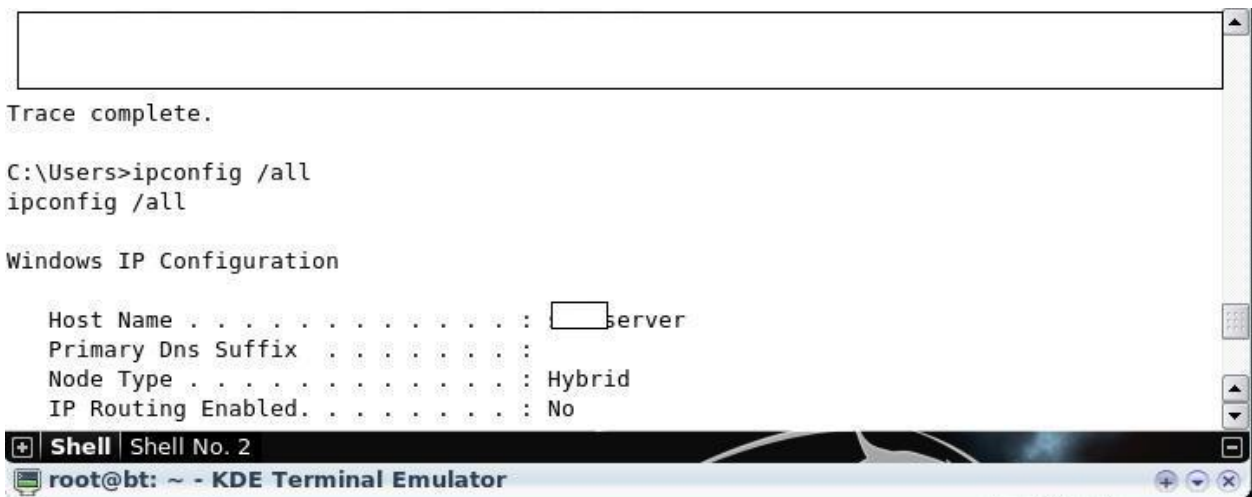 Trace complete.
C:\Users>ipconfig /all
ipconfig /all
Windows IP Configuration
Host Name . . . . . . . . . . . . : server
Primary Dns Suffix . . . . . . . :
Node Type . . . . . . . . . . . . : Hybrid
IP Routing Enabled. . . . . . . . : No
Shell Shell No. 2
root@bt: ~ - KDE Terminal Emulator